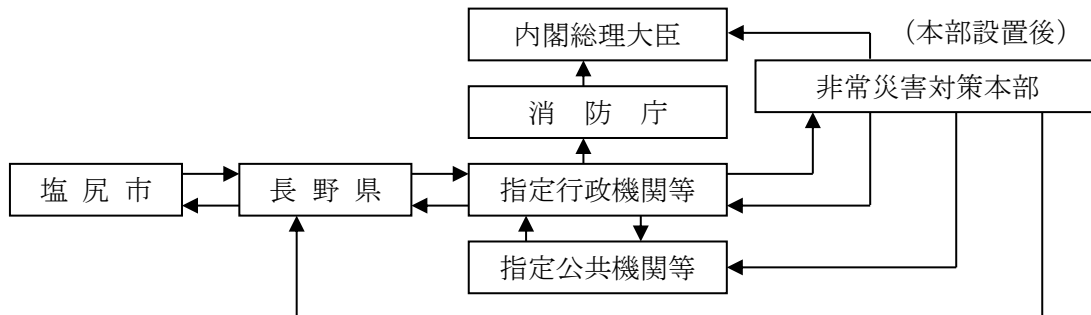 内閣総理大臣
（本部設置後）
非常災害対策本部
消防庁
塩尻市
長野県
指定行政機関等
指定公共機関等